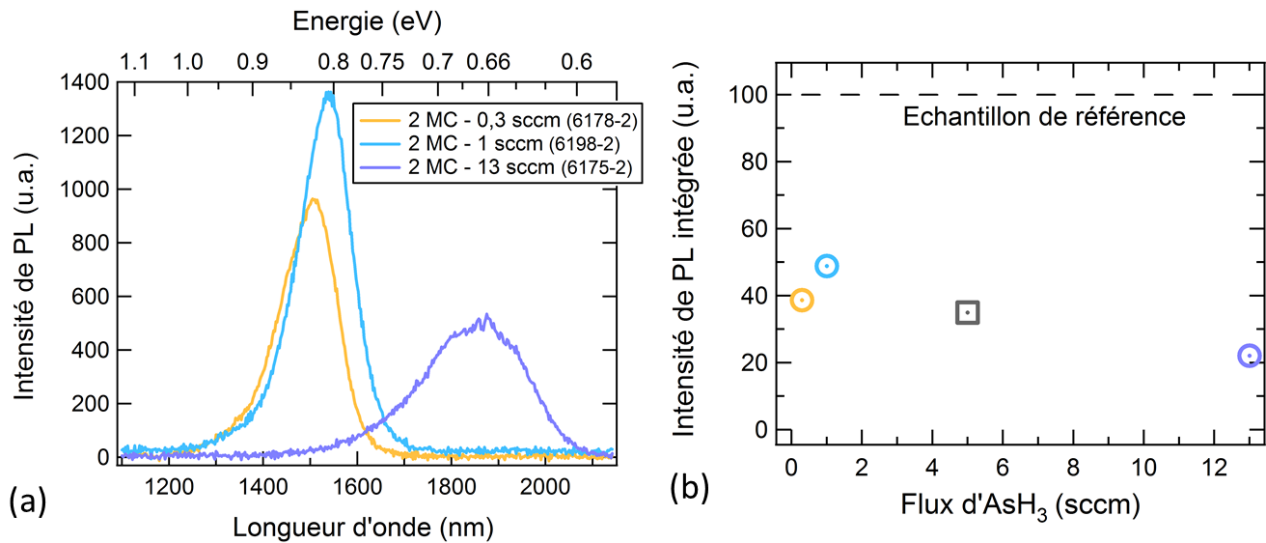 Energie (eV)
1.1 1.0 0.9 0.8 0.75 0.7 0.66 0.6
Intensité de PL (u.a.)
1400
1200
1000
800
600
400
200
0
2 MC - 0,3 sccm (6178-2)
2 MC - 1 sccm (6198-2)
2 MC - 13 sccm (6175-2)
1200 1400 1600 1800 2000
Longueur d'onde (nm)
(a)
Intensité de PL intégrée (u.a.)
100
80
60
40
20
0
Echantillon de référence
0 2 4 6 8 10 12
Flux d'AsH₃ (sccm)
(b)